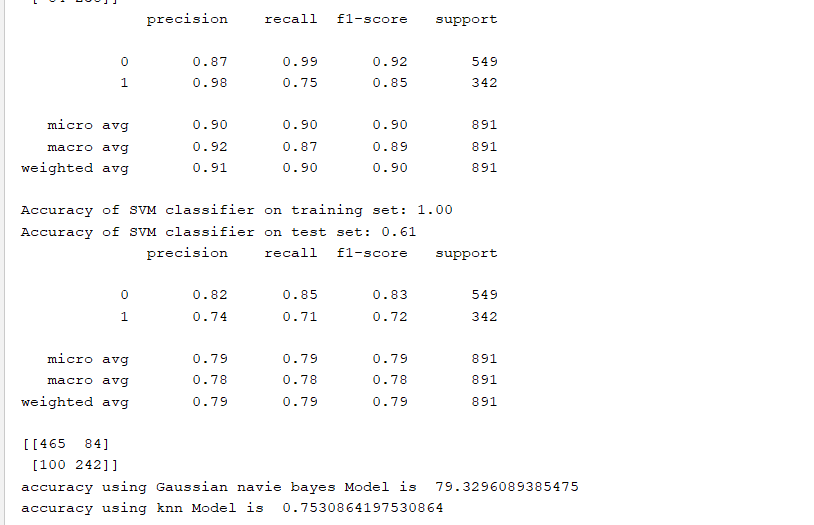 precision recall f1-score support
0 0.87 0.99 0.92 549
1 0.98 0.75 0.85 342
micro avg 0.90 0.90 0.90 891
macro avg 0.92 0.87 0.89 891
weighted avg 0.91 0.90 0.90 891
Accuracy of SVM classifier on training set: 1.00
Accuracy of SVM classifier on test set: 0.61
precision recall f1-score support
0 0.82 0.85 0.83 549
1 0.74 0.71 0.72 342
micro avg 0.79 0.79 0.79 891
macro avg 0.78 0.78 0.78 891
weighted avg 0.79 0.79 0.79 891
[[465 84]
[100 242]]
accuracy using Gaussian navie bayes Model is 79.3296089385475
accuracy using knn Model is 0.7530864197530864